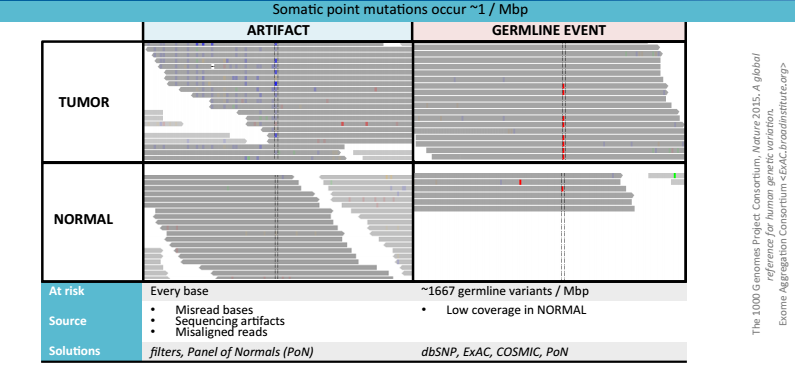 Somatic point mutations occur ~1 / Mbp
ARTIFACT
GERMLINE EVENT
TUMOR
NORMAL
At risk
Every base
~1667 germline variants / Mbp
Source
• Misread bases
• Sequencing artifacts
• Misaligned reads
• Low coverage in NORMAL
Solutions
filters, Panel of Normals (PoN)
dbSNP, ExAC, COSMIC, PoN
The 1000 Genomes Project Consortium, Nature 2015. A global
reference for human genetic variation.
Exome Aggregation Consortium <ExAC.broadinstitute.org>